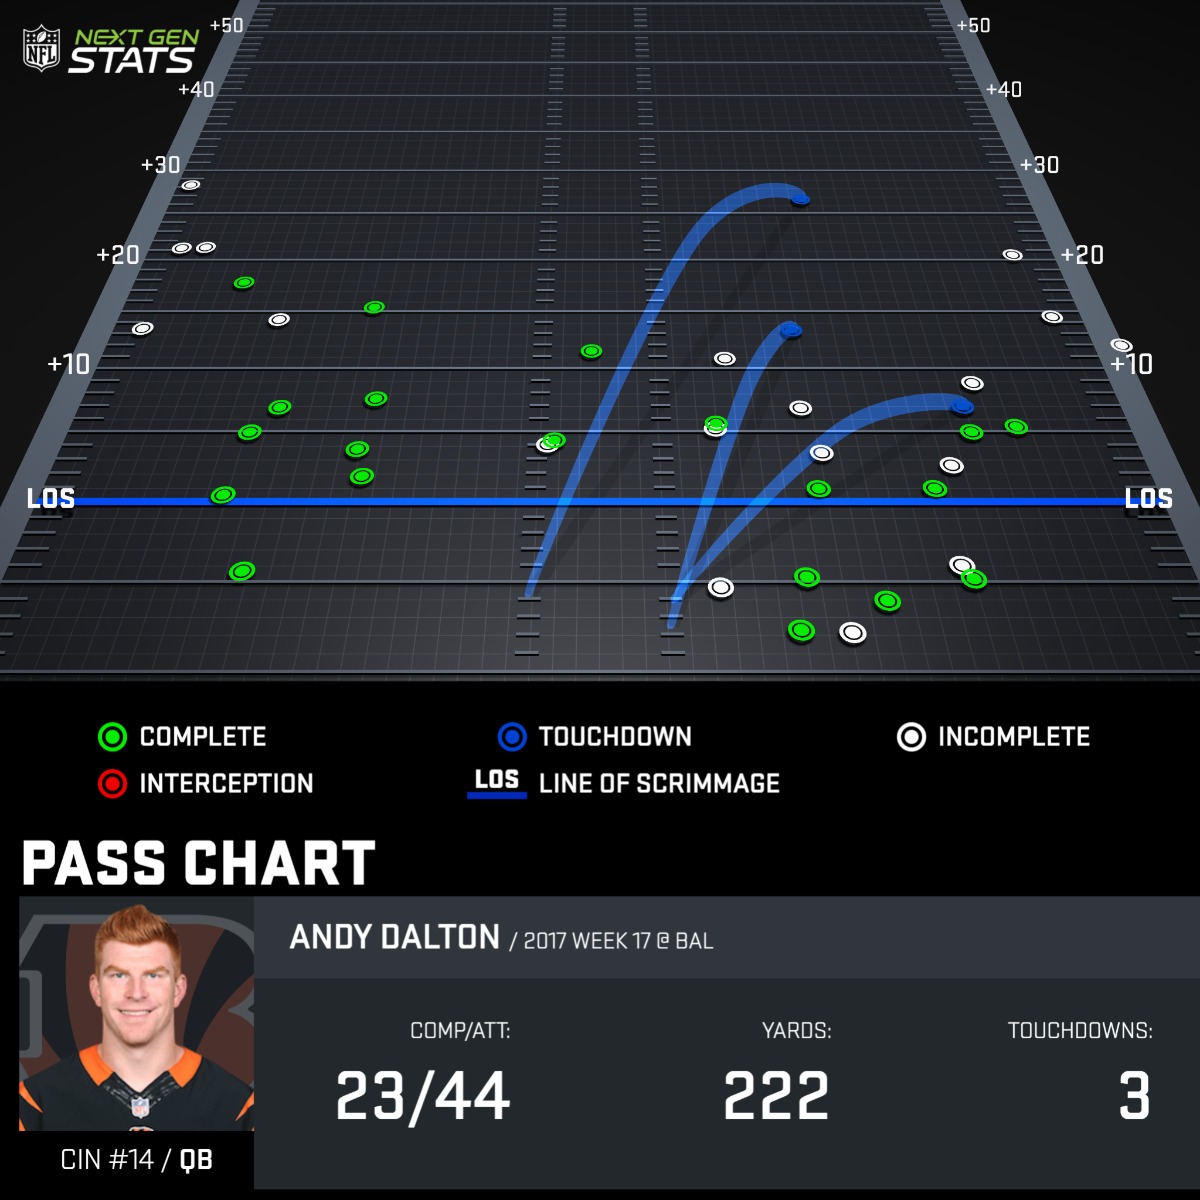 NFL NEXT GEN STATS
+50 +50
+40 +40
+30 +30
+20 +20
+10 +10
LOS LOS
COMPLETE TOUCHDOWN INCOMPLETE
INTERCEPTION LOS LINE OF SCRIMMAGE
PASS CHART
ANDY DALTON / 2017 WEEK 17 @ BAL
COMP/ATT: YARDS: TOUCHDOWNS:
23/44 222 3
CIN #14 / QB